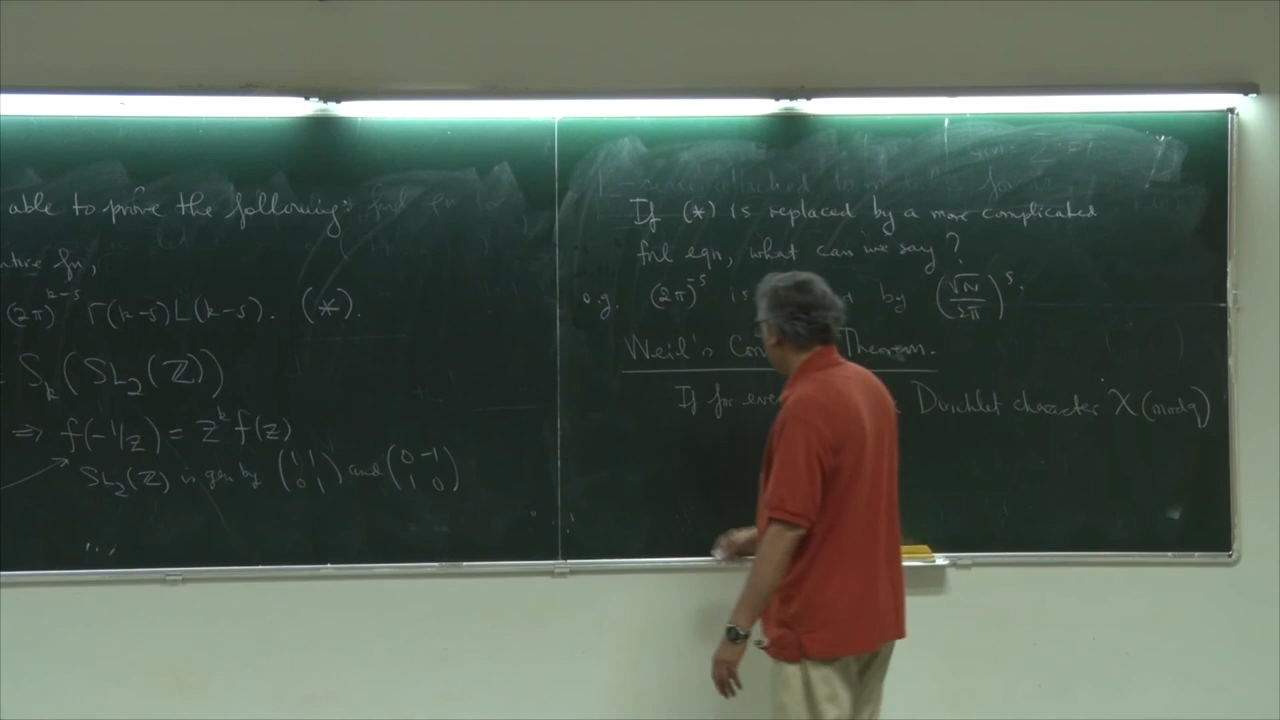 able to prove the following:
fn,
(2π)^{k-s} Γ(k-s) L(k-s). (*).
S_k(SL_2(ℤ))
⇒ f(-1/z) = z^k f(z)
SL_2(ℤ) is gen by (1 1; 0 1) and (0 -1; 1 0)
If (*) is replaced by a more complicated
fnl eqn, what can we say?
e.g. (2π)^{-s} is by (√N/2π)^s.
Weil's Theorem.
If for Dirichlet character χ (mod q)